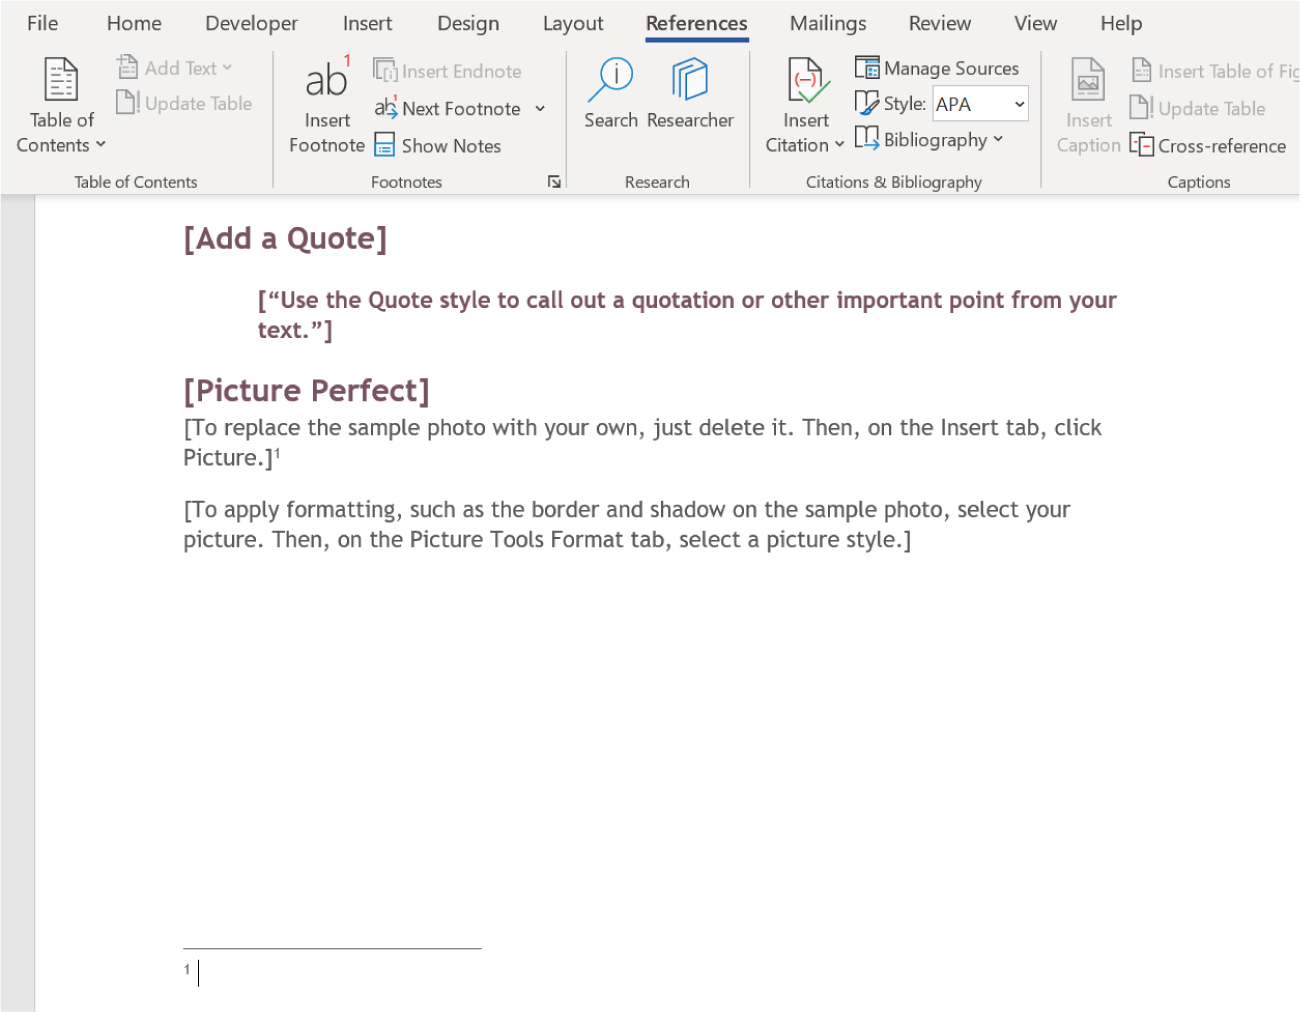 File Home Developer Insert Design Layout References Mailings Review View Help
Table of
Contents
Add Text
Update Table
Table of Contents
ab1
Insert
Footnote
Insert Endnote
Next Footnote
Show Notes
Footnotes
Search
Researcher
Research
Insert
Citation
Manage Sources
Style: APA
Bibliography
Citations & Bibliography
Insert
Caption
Insert Table of Fig
Update Table
Cross-reference
Captions
[Add a Quote]
[“Use the Quote style to call out a quotation or other important point from your
text.”]
[Picture Perfect]
[To replace the sample photo with your own, just delete it. Then, on the Insert tab, click
Picture.]1
[To apply formatting, such as the border and shadow on the sample photo, select your
picture. Then, on the Picture Tools Format tab, select a picture style.]
1